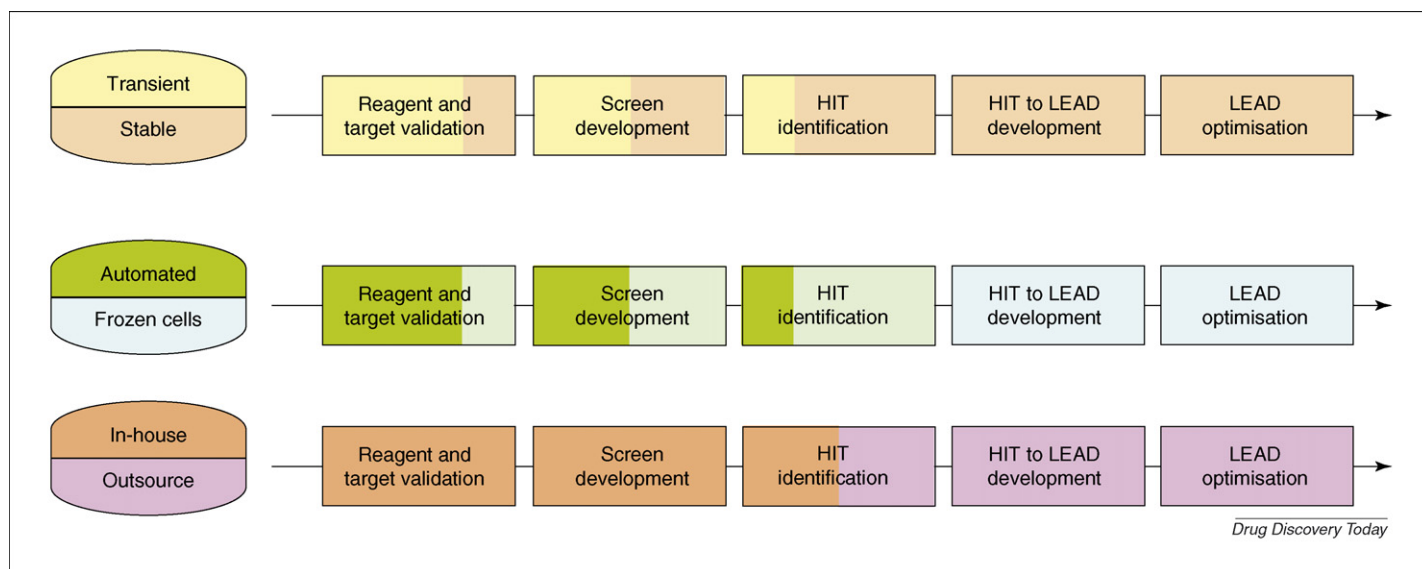 Transient
Stable
Reagent and
target validation
Screen
development
HIT
identification
HIT to LEAD
development
LEAD
optimisation
Automated
Frozen cells
Reagent and
target validation
Screen
development
HIT
identification
HIT to LEAD
development
LEAD
optimisation
In-house
Outsource
Reagent and
target validation
Screen
development
HIT
identification
HIT to LEAD
development
LEAD
optimisation
Drug Discovery Today